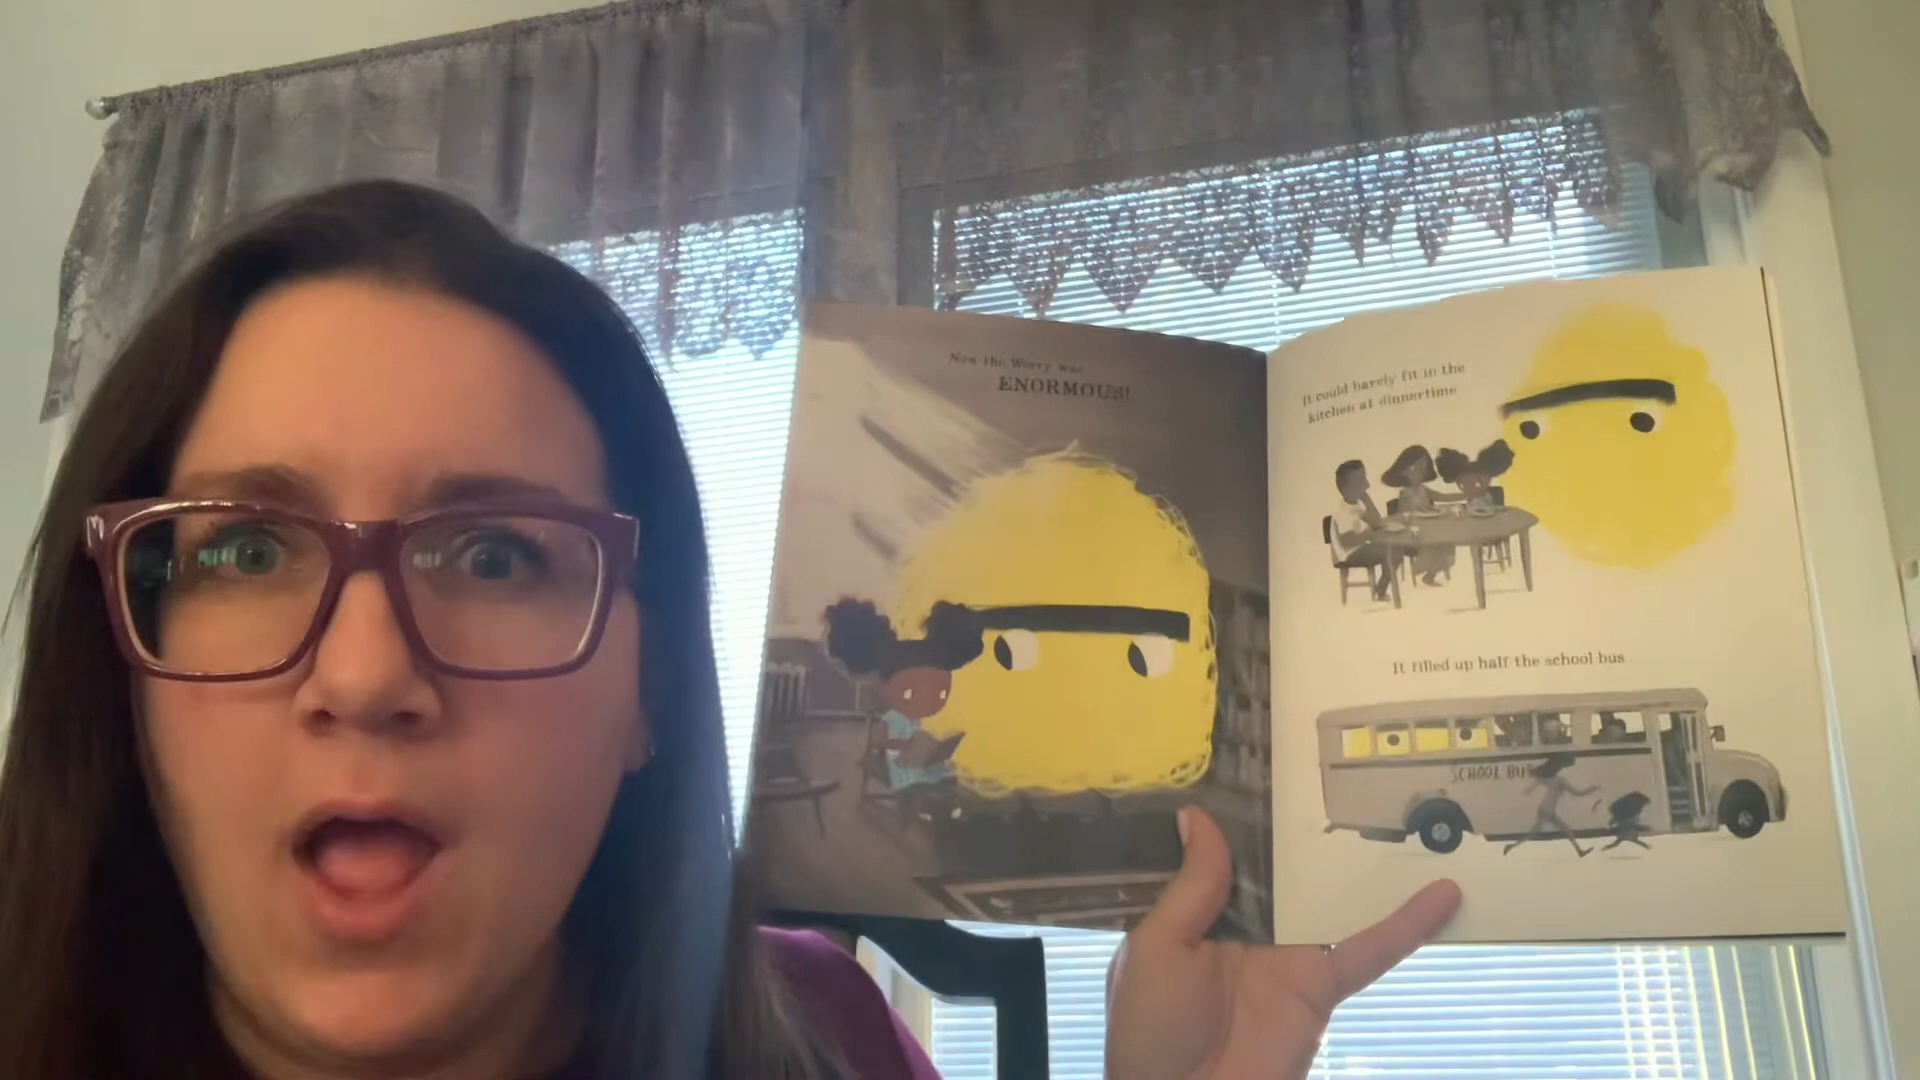 Now the Worry was
ENORMOUS!
It could barely fit in the
kitchen at dinnertime
It filled up half the school bus
SCHOOL BUS